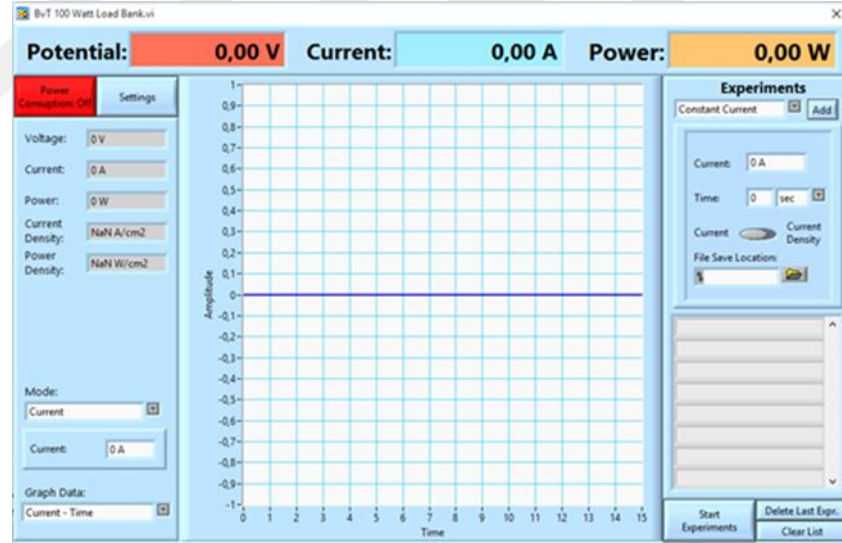 BvT 100 Watt Load Bank.vi
Potential: 0,00 V Current: 0,00 A Power: 0,00 W
Power
Consuption: Off
Settings
Voltage: 0 V
Current: 0 A
Power: 0 W
Current
Density: NaN A/cm2
Power
Density: NaN W/cm2
Mode:
Current
Current: 0 A
Graph Data:
Current - Time
Amplitude
1
0,9
0,8
0,7
0,6
0,5
0,4
0,3
0,2
0,1
0
-0,1
-0,2
-0,3
-0,4
-0,5
-0,6
-0,7
-0,8
-0,9
-1
0 1 2 3 4 5 6 7 8 9 10 11 12 13 14 15
Time
Experiments
Constant Current Add
Current: 0 A
Time: 0 sec
Current
Current
Density
File Save Location:
Start
Experiments
Delete Last Expr.
Clear List